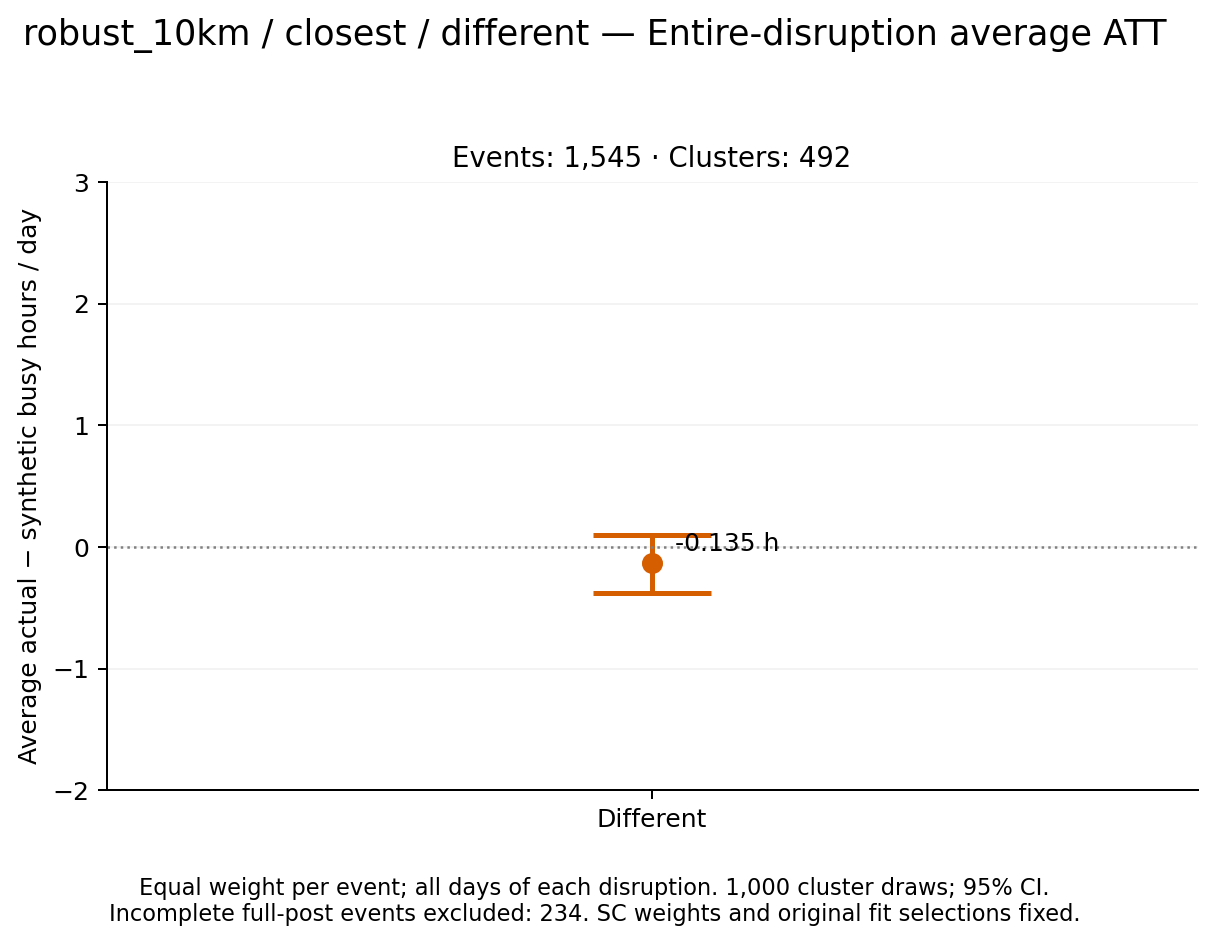 robust_10km / closest / different — Entire-disruption average ATT
Events: 1,545 · Clusters: 492
Average actual − synthetic busy hours / day
3
2
1
0
−1
−2
-0.135 h
Different
Equal weight per event; all days of each disruption. 1,000 cluster draws; 95% CI.
Incomplete full-post events excluded: 234. SC weights and original fit selections fixed.